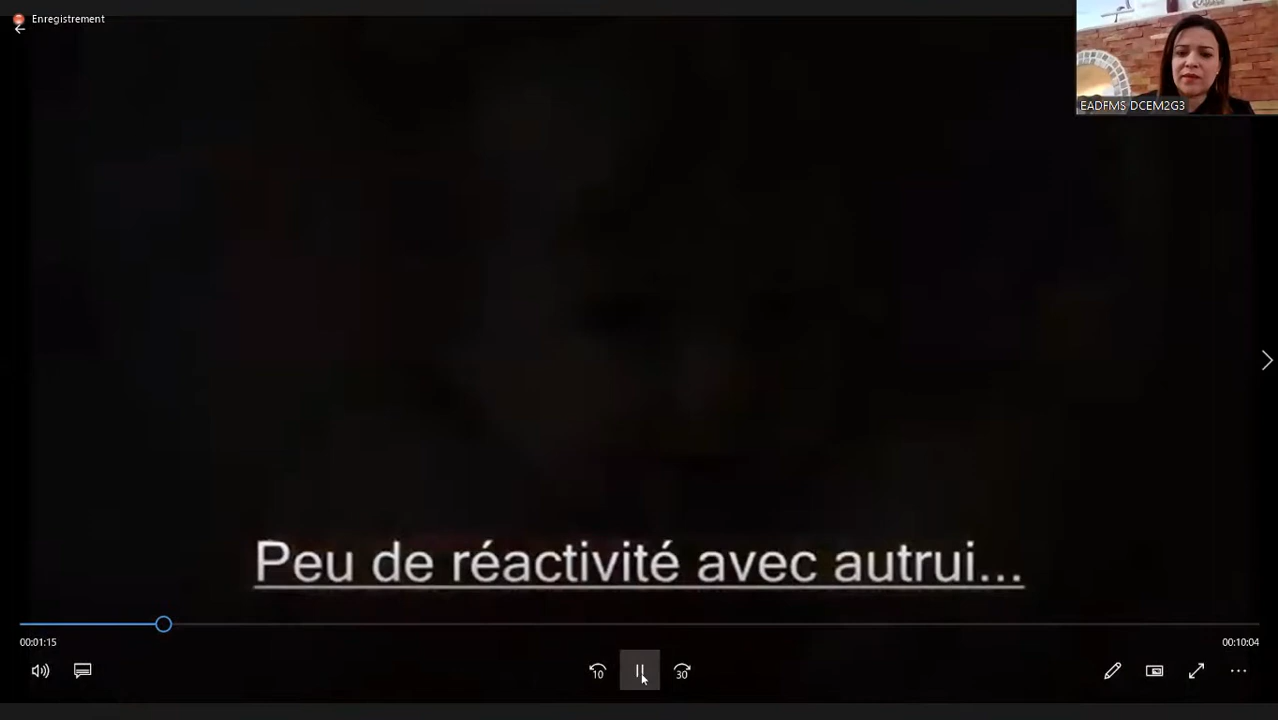 Enregistrement
EADFMS DCEM2G3
Peu de réactivité avec autrui...
00:01:15
00:10:04
10
30